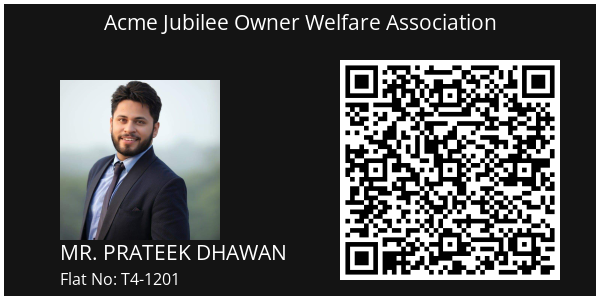 Acme Jubilee Owner Welfare Association
MR. PRATEEK DHAWAN
Flat No: T4-1201